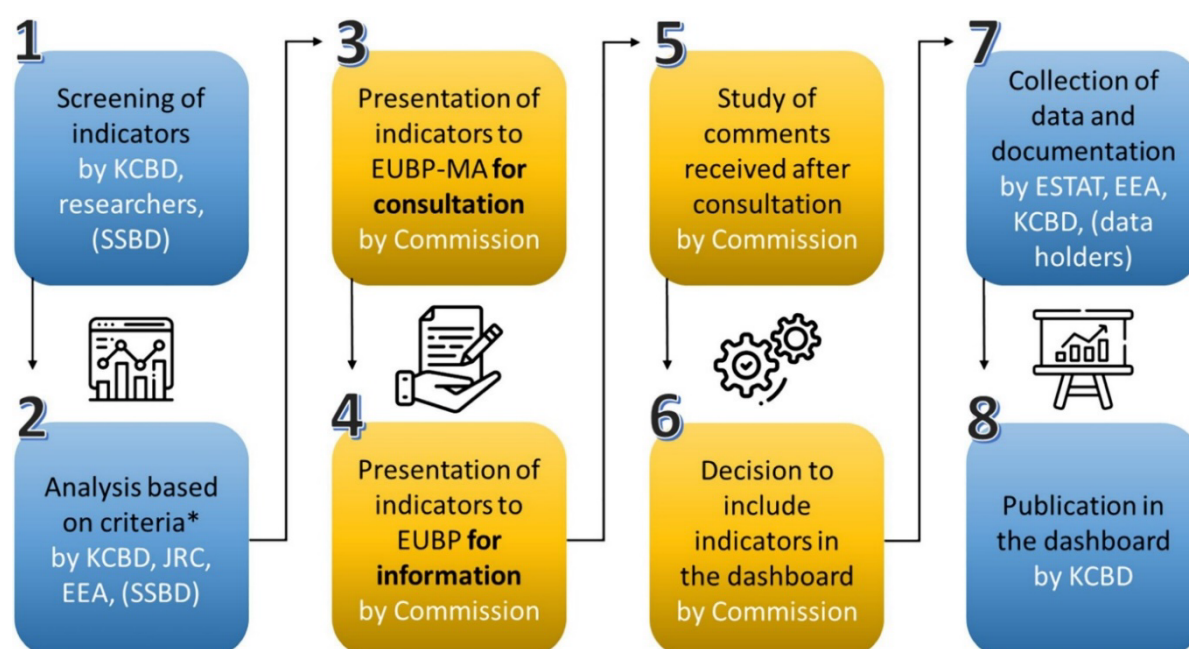 1
Screening of
indicators
by KCBD,
researchers,
(SSBD)
2
Analysis based
on criteria*
by KCBD, JRC,
EEA, (SSBD)
3
Presentation of
indicators to
EUBP-MA for
consultation
by Commission
4
Presentation of
indicators to
EUBP for
information
by Commission
5
Study of
comments
received after
consultation
by Commission
6
Decision to
include
indicators in
the dashboard
by Commission
7
Collection of
data and
documentation
by ESTAT, EEA,
KCBD, (data
holders)
8
Publication in
the dashboard
by KCBD